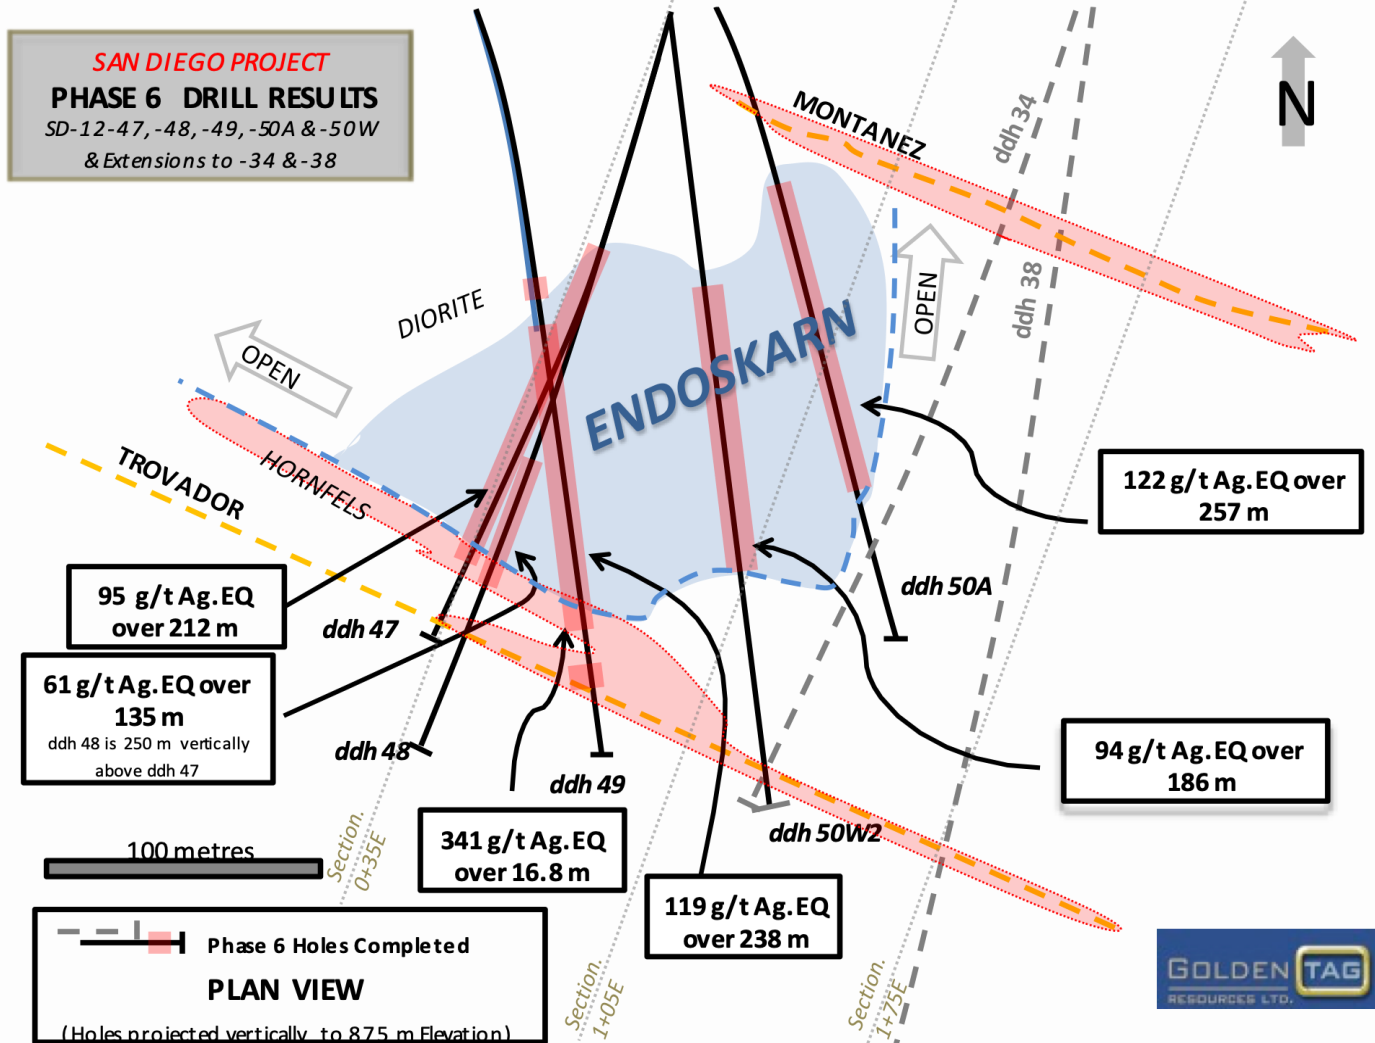 SAN DIEGO PROJECT
PHASE 6 DRILL RESULTS
SD-12-47, -48, -49, -50A & -50W
& Extensions to -34 & -38
N
MONTANEZ
ddh 34
ddh 38
OPEN
DIORITE
OPEN
ENDOSKARN
TROVADOR
HORNFELS
122 g/t Ag.EQ over
257 m
ddh 50A
95 g/t Ag.EQ
over 212 m
ddh 47
61 g/t Ag.EQ over
135 m
ddh 48 is 250 m vertically
above ddh 47
ddh 48
ddh 49
94 g/t Ag.EQ over
186 m
ddh 50W2
341 g/t Ag.EQ
over 16.8 m
100 metres
Section.
0+35E
119 g/t Ag.EQ
over 238 m
Section.
1+05E
Section.
1+75E
Phase 6 Holes Completed
PLAN VIEW
(Holes projected vertically to 875 m Elevation)
GOLDEN TAG
RESOURCES LTD.